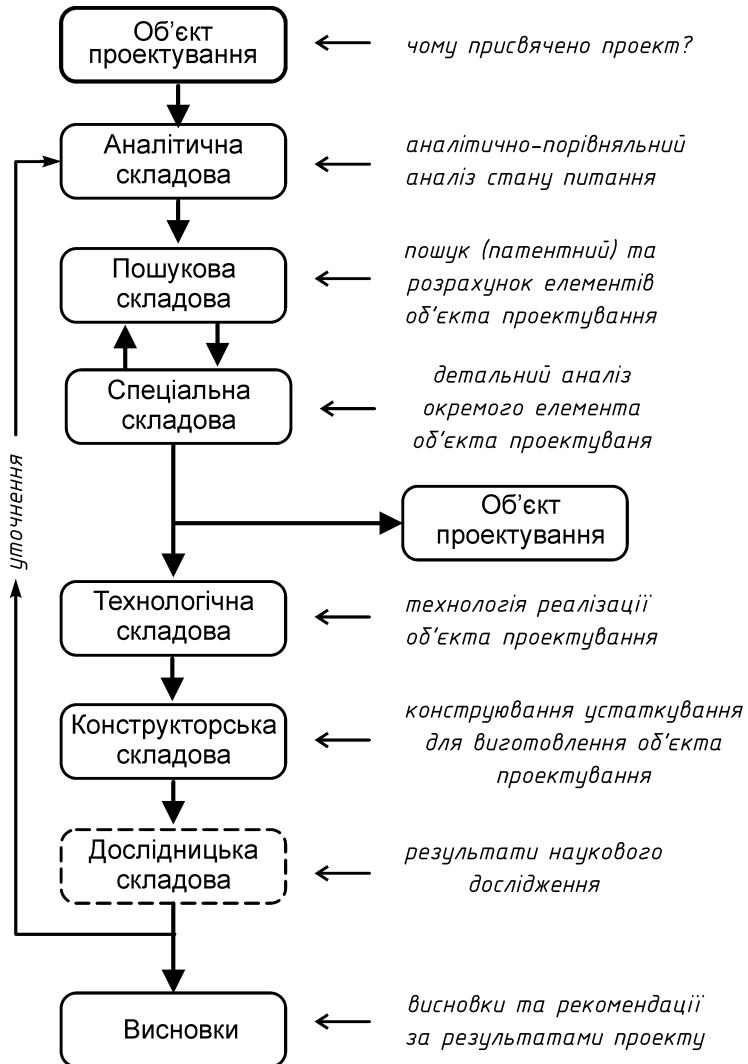 Об’єкт
проектування
чому присвячено проект?
Аналітична
складова
аналітично-порівняльний
аналіз стану питання
Пошукова
складова
пошук (патентний) та
розрахунок елементів
об’єкта проектування
Спеціальна
складова
детальний аналіз
окремого елемента
об’єкта проектуваня
уточнення
Об’єкт
проектування
Технологічна
складова
технологія реалізації
об’єкта проектування
Конструкторська
складова
конструювання устаткування
для виготовлення об’єкта
проектування
Дослідницька
складова
результати наукового
дослідження
Висновки
висновки та рекомендації
за результатами проекту